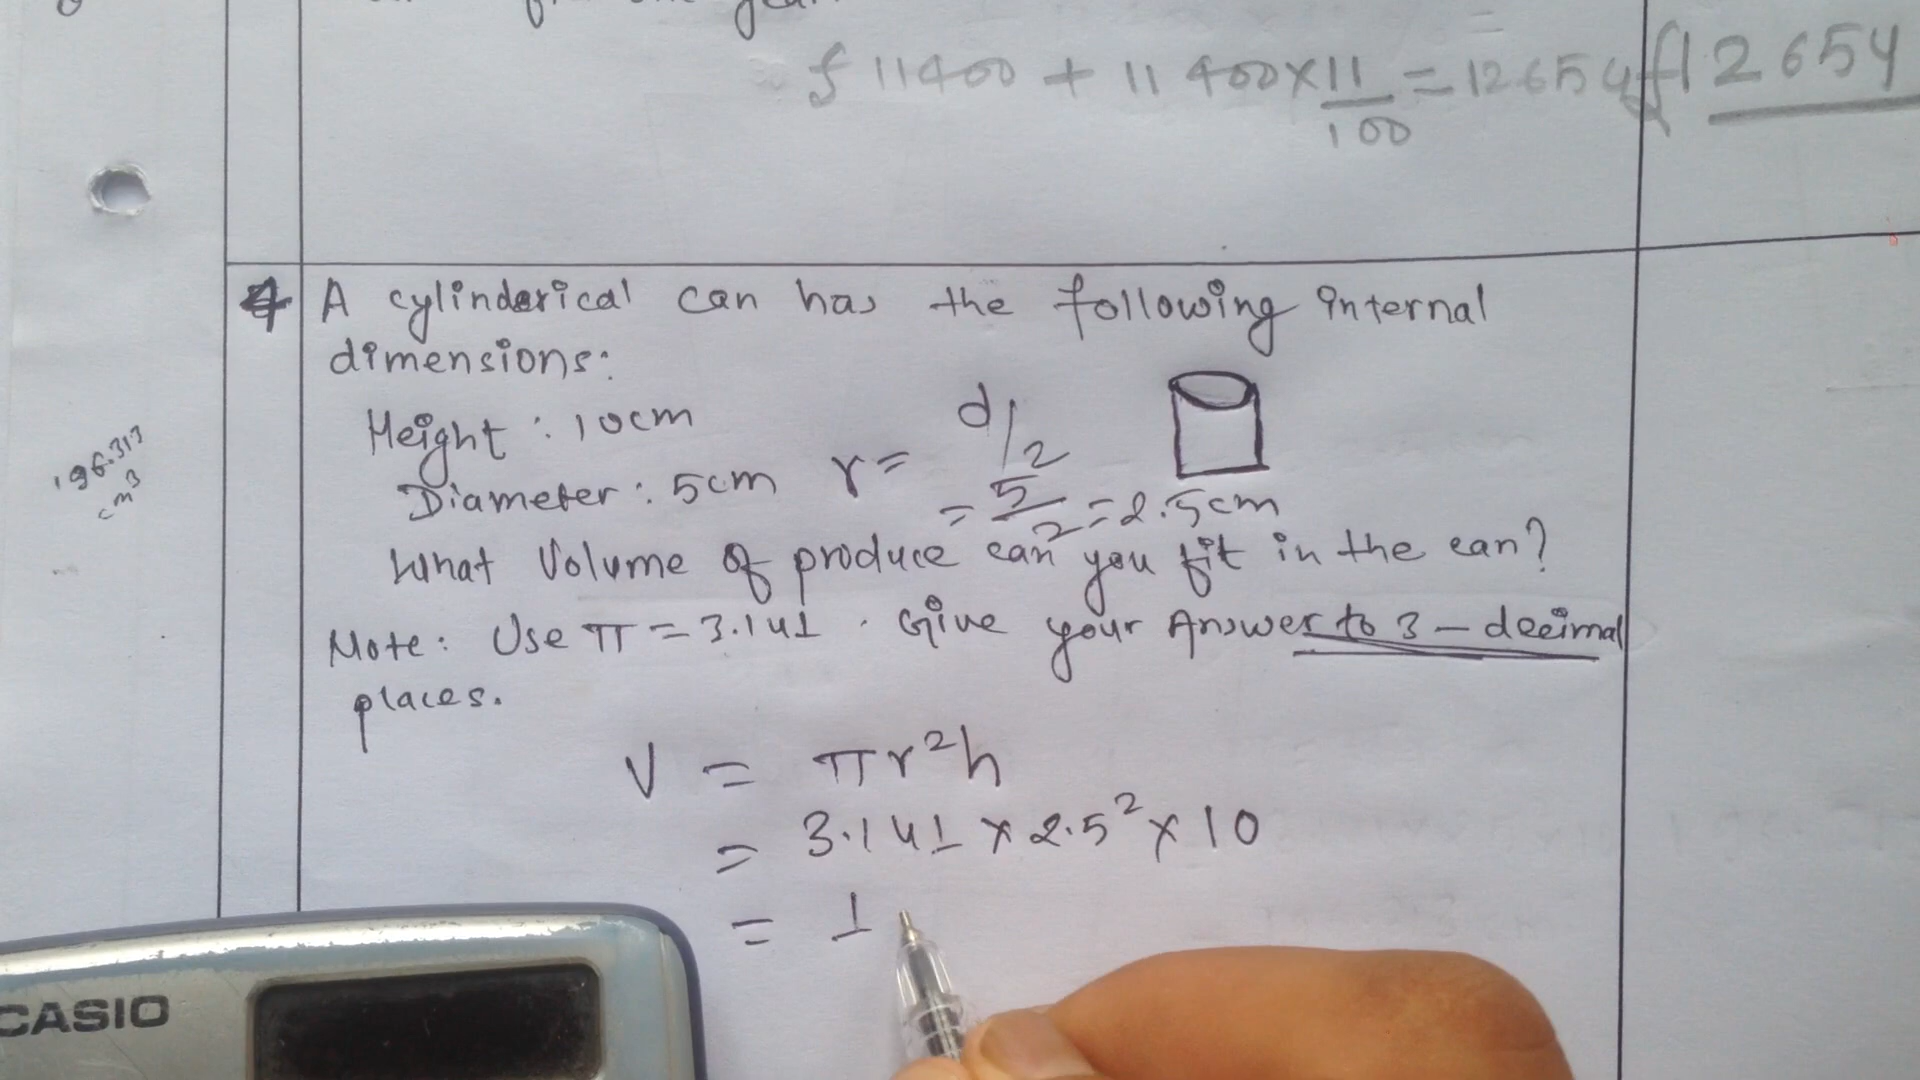 £ 11400 + 11400 × 11/100 = 12654 £12654
4 A cylinderical can has the following internal
dimensions:
Height : 10cm
Diameter : 5cm r = d/2
= 5/2 = 2.5cm
What Volume of produce can you fit in the can?
Note: Use π = 3.141 . Give your Answer to 3 - decimal
places.
196.313
cm³
V = πr²h
= 3.141 × 2.5² × 10
= 1
CASIO